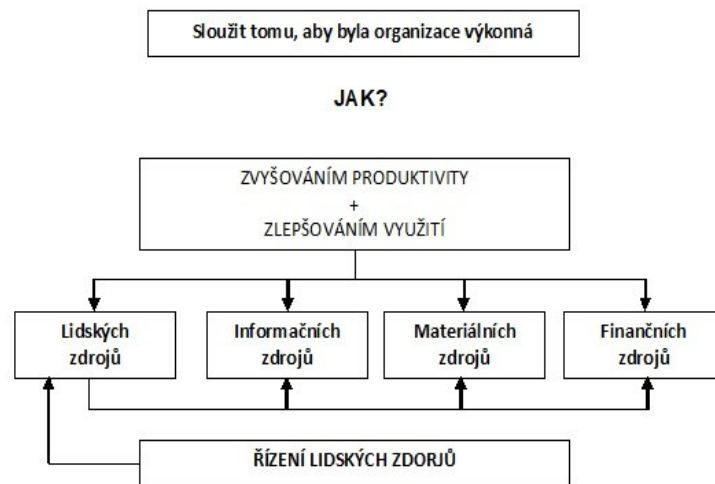 Sloužit tomu, aby byla organizace výkonná
JAK?
ZVYŠOVÁNÍM PRODUKTIVITY
+
ZLEPŠOVÁNÍM VYUŽITÍ
Lidských
zdrojů
Informačních
zdrojů
Materiálních
zdrojů
Finančních
zdrojů
ŘÍZENÍ LIDSKÝCH ZDORJŮ